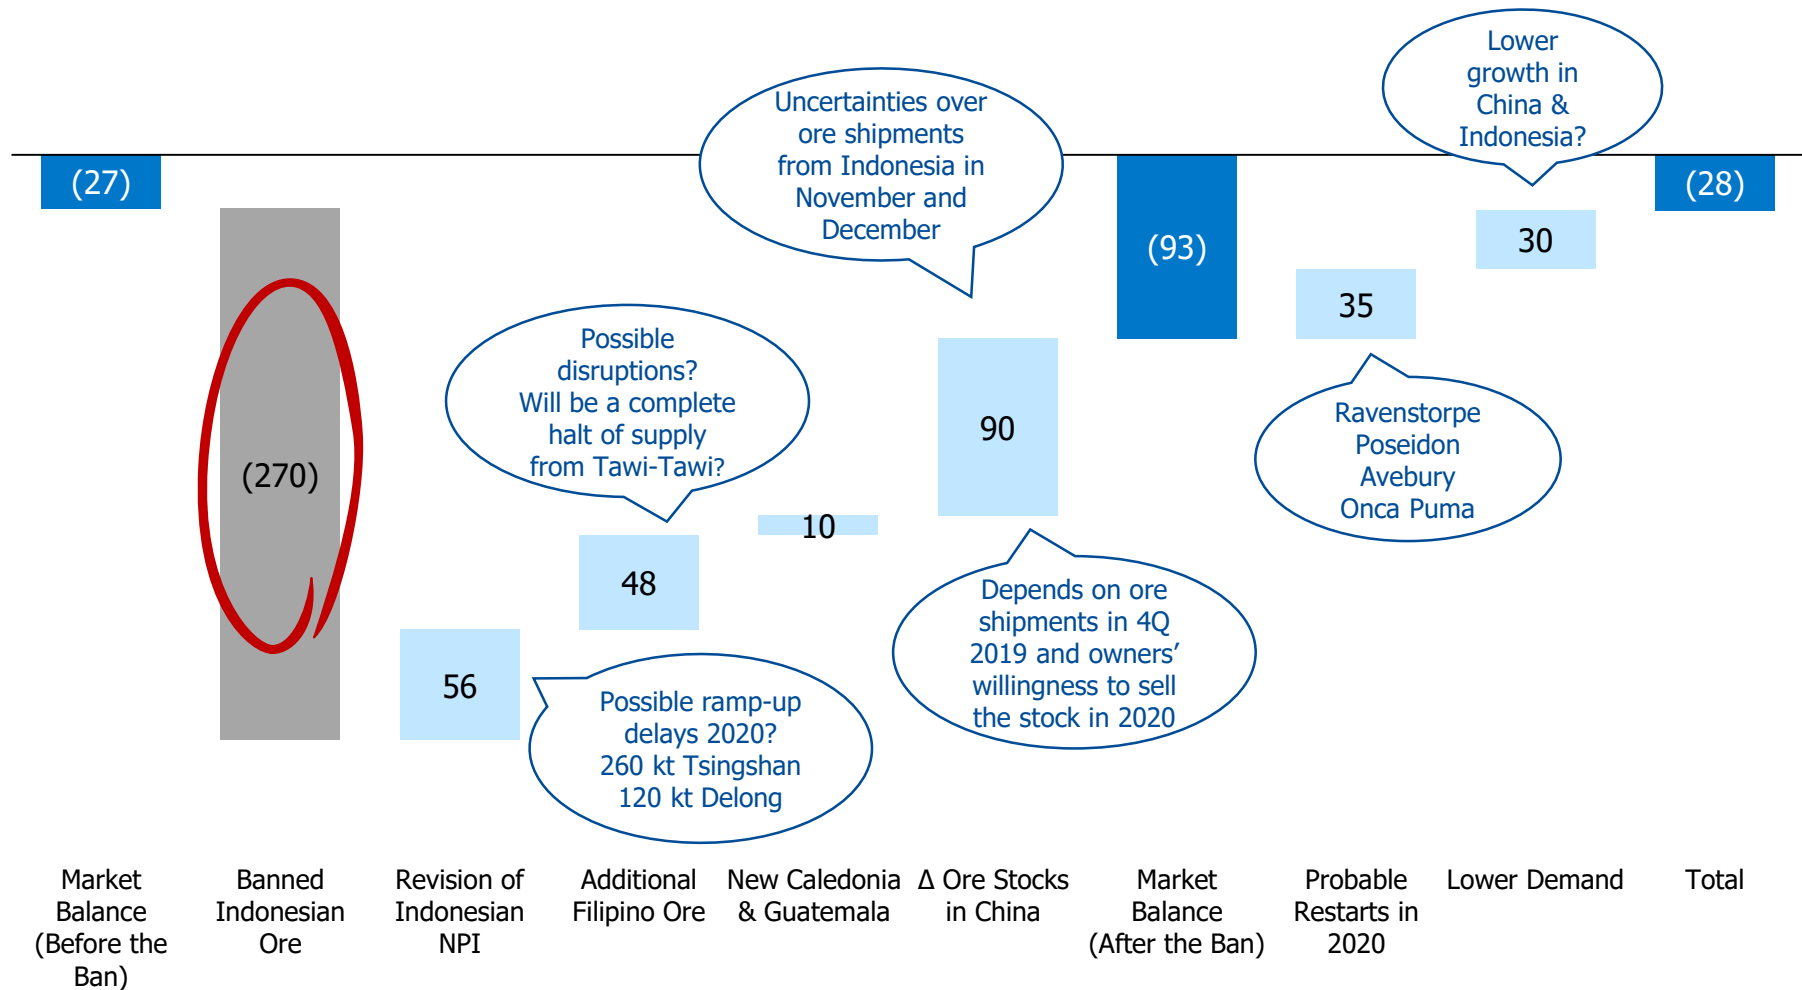 Lower
growth in
China &
Indonesia?
Uncertainties over
ore shipments
from Indonesia in
November and
December
(27)
(28)
(93)
30
35
Possible
disruptions?
Will be a complete
halt of supply
from Tawi-Tawi?
90
Ravenstorpe
Poseidon
Avebury
Onca Puma
(270)
10
48
Depends on ore
shipments in 4Q
2019 and owners’
willingness to sell
the stock in 2020
56
Possible ramp-up
delays 2020?
260 kt Tsingshan
120 kt Delong
Market
Balance
(Before the
Ban)
Banned
Indonesian
Ore
Revision of
Indonesian
NPI
Additional
Filipino Ore
New Caledonia
& Guatemala
Δ Ore Stocks
in China
Market
Balance
(After the Ban)
Probable
Restarts in
2020
Lower Demand
Total